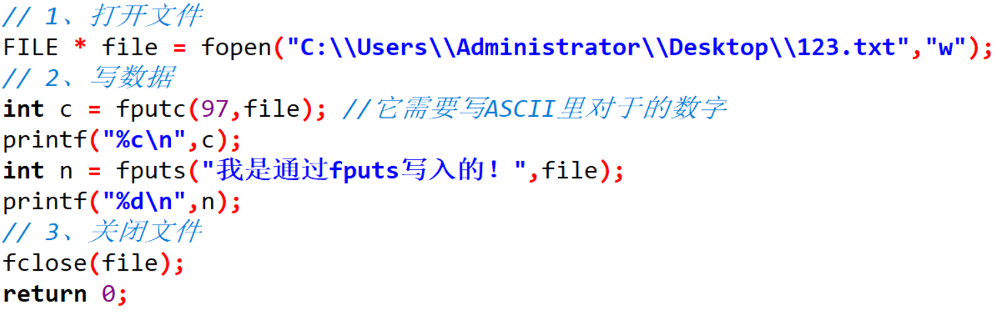 // 1、打开文件
FILE * file = fopen("C:\\Users\\Administrator\\Desktop\\123.txt","w");
// 2、写数据
int c = fputc(97,file); //它需要写ASCII里对于的数字
printf("%c\n",c);
int n = fputs("我是通过fputs写入的！",file);
printf("%d\n",n);
// 3、关闭文件
fclose(file);
return 0;